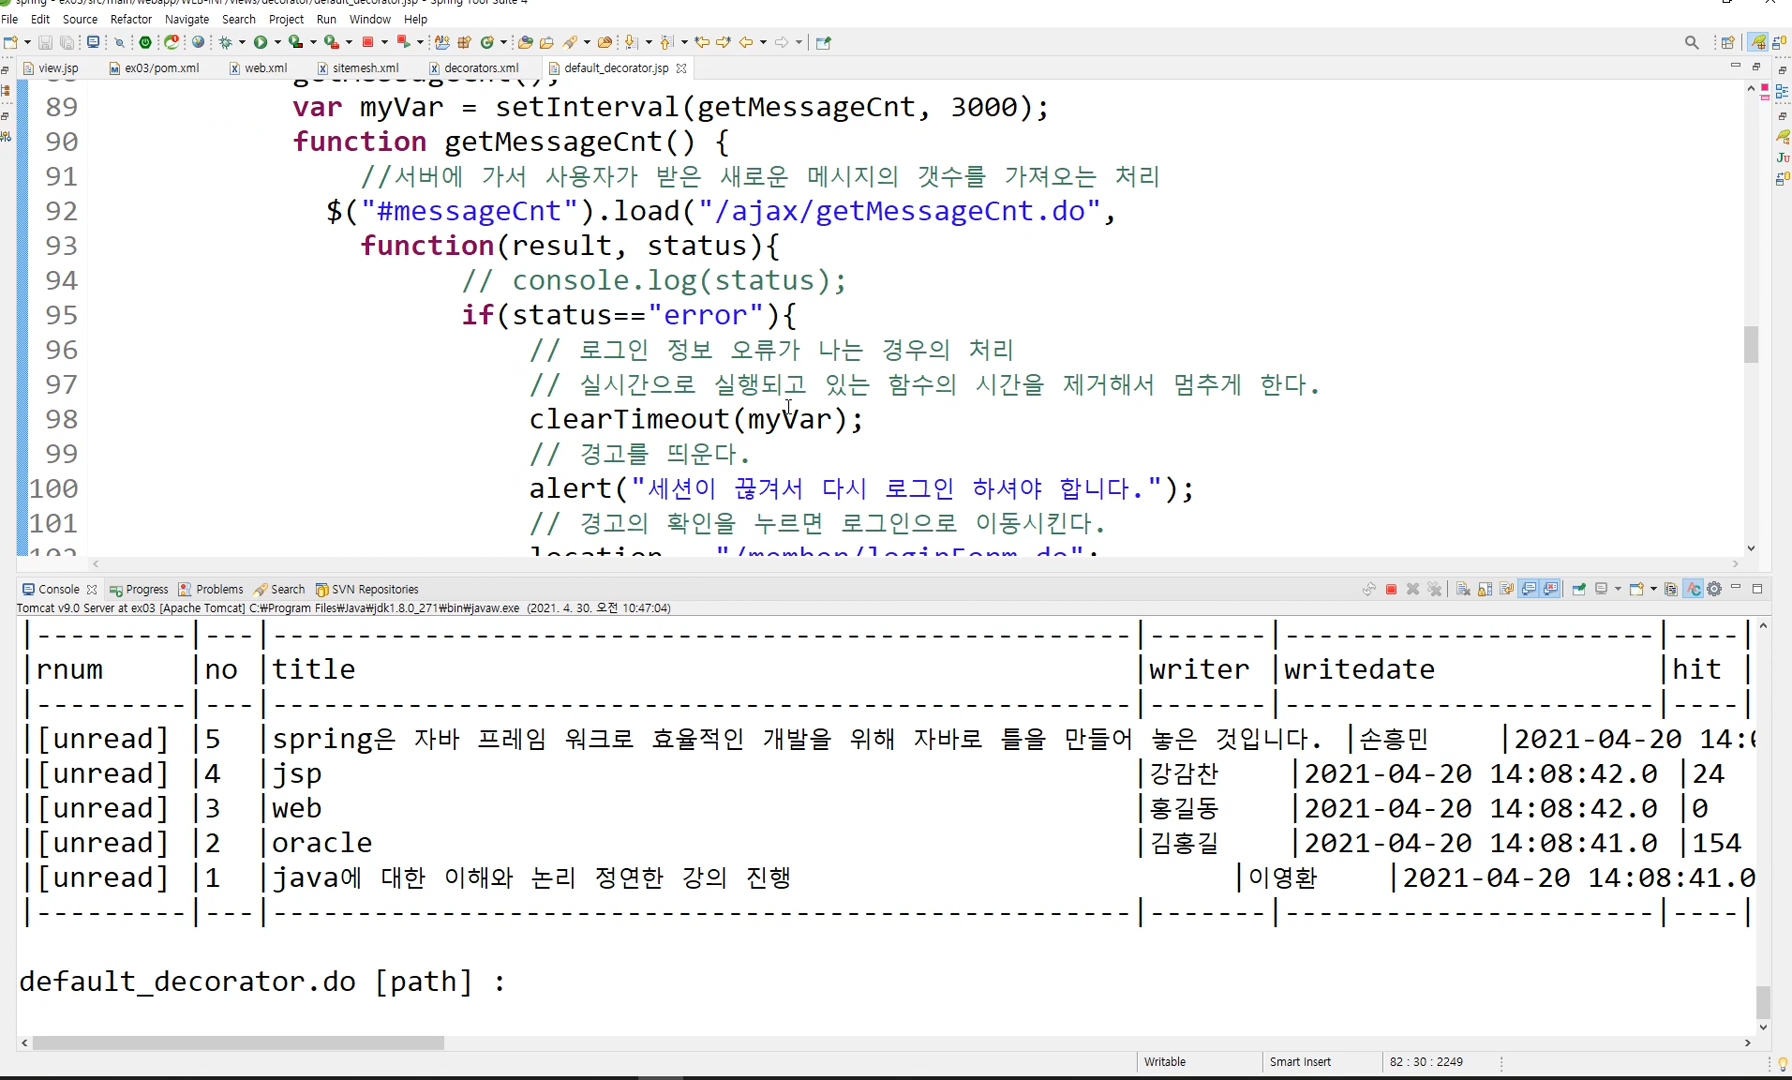 spring - ex03/src/main/webapp/WEB-INF/views/decorator/default_decorator.jsp - Spring Tool Suite 4
File Edit Source Refactor Navigate Search Project Run Window Help
view.jsp ex03/pom.xml web.xml sitemesh.xml decorators.xml default_decorator.jsp
getMessageCnt();
89 var myVar = setInterval(getMessageCnt, 3000);
90 function getMessageCnt() {
91 //서버에 가서 사용자가 받은 새로운 메시지의 갯수를 가져오는 처리
92 $("#messageCnt").load("/ajax/getMessageCnt.do",
93 function(result, status){
94 // console.log(status);
95 if(status=="error"){
96 // 로그인 정보 오류가 나는 경우의 처리
97 // 실시간으로 실행되고 있는 함수의 시간을 제거해서 멈추게 한다.
98 clearTimeout(myVar);
99 // 경고를 띄운다.
100 alert("세션이 끊겨서 다시 로그인 하셔야 합니다.");
101 // 경고의 확인을 누르면 로그인으로 이동시킨다.
102 location = "/member/loginForm.do";
Console Progress Problems Search SVN Repositories
Tomcat v9.0 Server at ex03 [Apache Tomcat] C:₩Program Files₩Java₩jdk1.8.0_271₩bin₩javaw.exe (2021. 4. 30. 오전 10:47:04)
|---------|---|---------------------------------------------------|-------|----------------------|----|
|rnum |no |title |writer |writedate |hit |
|---------|---|---------------------------------------------------|-------|----------------------|----|
|[unread] |5 |spring은 자바 프레임 워크로 효율적인 개발을 위해 자바로 틀을 만들어 놓은 것입니다. |손흥민 |2021-04-20 14:0
|[unread] |4 |jsp |강감찬 |2021-04-20 14:08:42.0 |24
|[unread] |3 |web |홍길동 |2021-04-20 14:08:42.0 |0
|[unread] |2 |oracle |김홍길 |2021-04-20 14:08:41.0 |154
|[unread] |1 |java에 대한 이해와 논리 정연한 강의 진행 |이영환 |2021-04-20 14:08:41.0
|---------|---|---------------------------------------------------|-------|----------------------|----|
default_decorator.do [path] :
Writable Smart Insert 82 : 30 : 2249